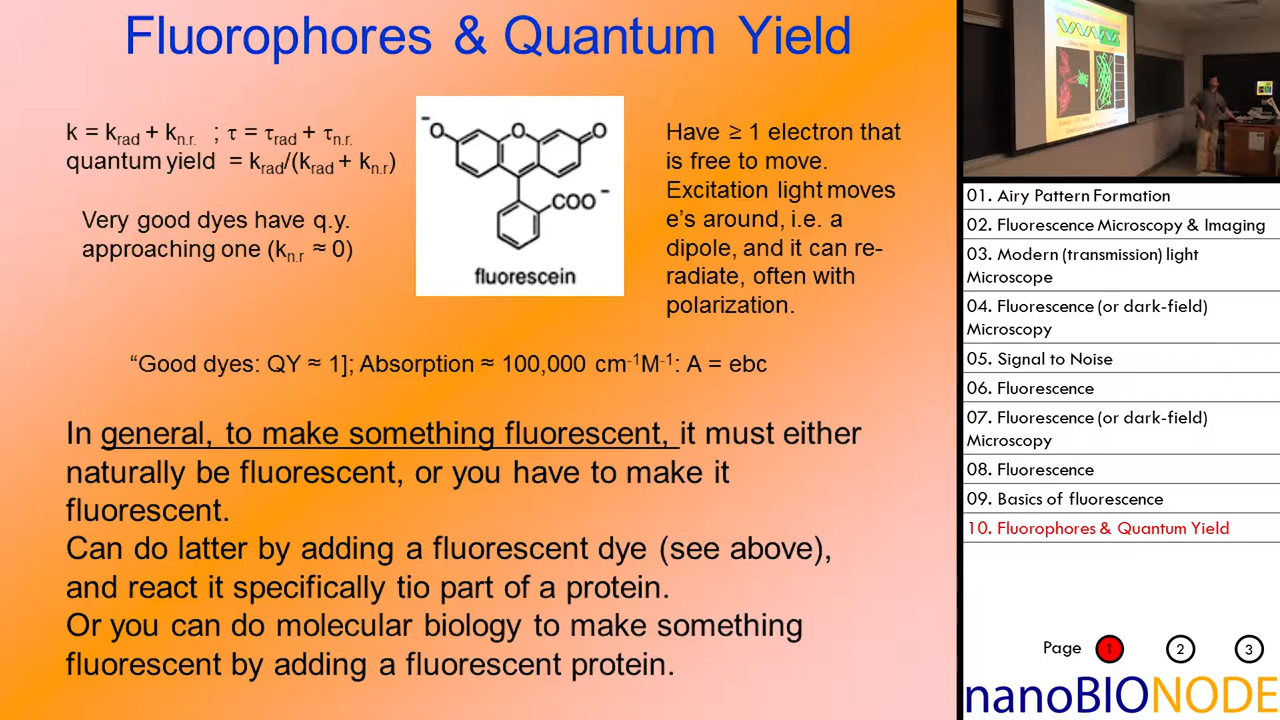 Fluorophores & Quantum Yield
k = krad + kn.r. ; τ = τrad + τn.r.
quantum yield = krad/(krad + kn.r)
Very good dyes have q.y.
approaching one (kn.r ≈ 0)
−O
O
O
COO−
fluorescein
Have ≥ 1 electron that
is free to move.
Excitation light moves
e’s around, i.e. a
dipole, and it can re-
radiate, often with
polarization.
“Good dyes: QY ≈ 1]; Absorption ≈ 100,000 cm-1M-1: A = ebc
In general, to make something fluorescent, it must either
naturally be fluorescent, or you have to make it
fluorescent.
Can do latter by adding a fluorescent dye (see above),
and react it specifically tio part of a protein.
Or you can do molecular biology to make something
fluorescent by adding a fluorescent protein.
01. Airy Pattern Formation
02. Fluorescence Microscopy & Imaging
03. Modern (transmission) light
Microscope
04. Fluorescence (or dark-field)
Microscopy
05. Signal to Noise
06. Fluorescence
07. Fluorescence (or dark-field)
Microscopy
08. Fluorescence
09. Basics of fluorescence
10. Fluorophores & Quantum Yield
Page 1 2 3
nanoBIONODE